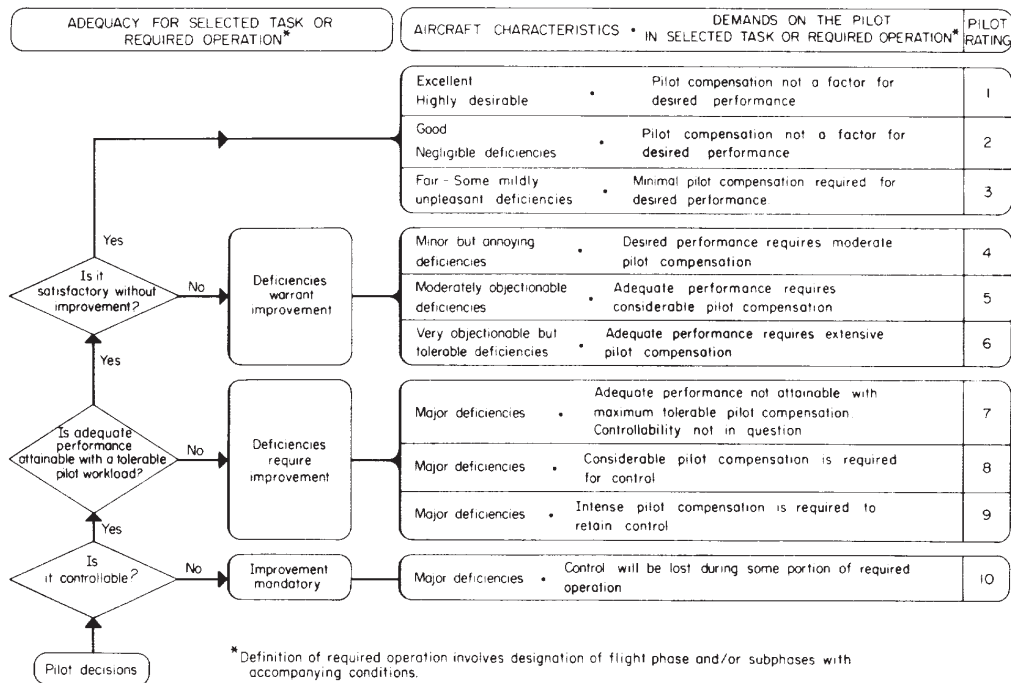 ADEQUACY FOR SELECTED TASK OR
REQUIRED OPERATION*
AIRCRAFT CHARACTERISTICS •
DEMANDS ON THE PILOT
IN SELECTED TASK OR REQUIRED OPERATION*
PILOT
RATING
Excellent
Highly desirable •
Pilot compensation not a factor for
desired performance
1
Good
Negligible deficiencies •
Pilot compensation not a factor for
desired performance
2
Fair - Some mildly
unpleasant deficiencies •
Minimal pilot compensation required for
desired performance
3
Yes
Is it
satisfactory without
improvement?
No
Deficiencies
warrant
improvement
Minor but annoying
deficiencies •
Desired performance requires moderate
pilot compensation
4
Moderately objectionable
deficiencies •
Adequate performance requires
considerable pilot compensation
5
Very objectionable but
tolerable deficiencies •
Adequate performance requires extensive
pilot compensation
6
Yes
Is adequate
performance
attainable with a tolerable
pilot workload?
No
Deficiencies
require
improvement
Major deficiencies •
Adequate performance not attainable with
maximum tolerable pilot compensation.
Controllability not in question
7
Major deficiencies •
Considerable pilot compensation is required
for control
8
Major deficiencies •
Intense pilot compensation is required to
retain control
9
Yes
Is
it controllable?
No
Improvement
mandatory
Major deficiencies •
Control will be lost during some portion of required
operation
10
Pilot decisions
*Definition of required operation involves designation of flight phase and/or subphases with
accompanying conditions.